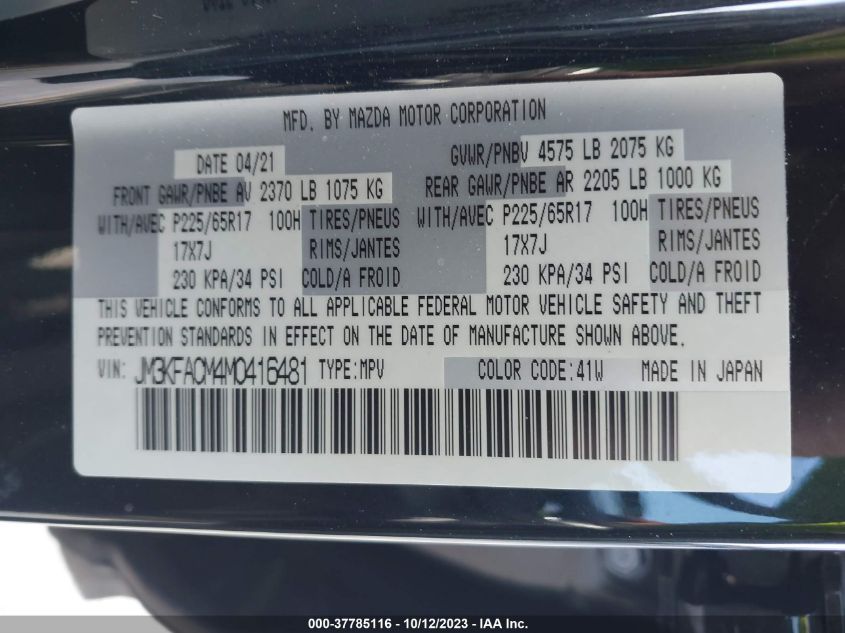 MFD. BY MAZDA MOTOR CORPORATION
DATE 04/21
GVWR/PNBV 4575 LB 2075 KG
FRONT GAWR/PNBE AV 2370 LB 1075 KG
REAR GAWR/PNBE AR 2205 LB 1000 KG
WITH/AVEC P225/65R17 100H TIRES/PNEUS
WITH/AVEC P225/65R17 100H TIRES/PNEUS
17X7J RIMS/JANTES
17X7J RIMS/JANTES
230 KPA/34 PSI COLD/A FROID
230 KPA/34 PSI COLD/A FROID
THIS VEHICLE CONFORMS TO ALL APPLICABLE FEDERAL MOTOR VEHICLE SAFETY AND THEFT
PREVENTION STANDARDS IN EFFECT ON THE DATE OF MANUFACTURE SHOWN ABOVE.
VIN: JM3KFACM4M0416481 TYPE:MPV COLOR CODE:41W MADE IN JAPAN
000-37785116 - 10/12/2023 - IAA Inc.